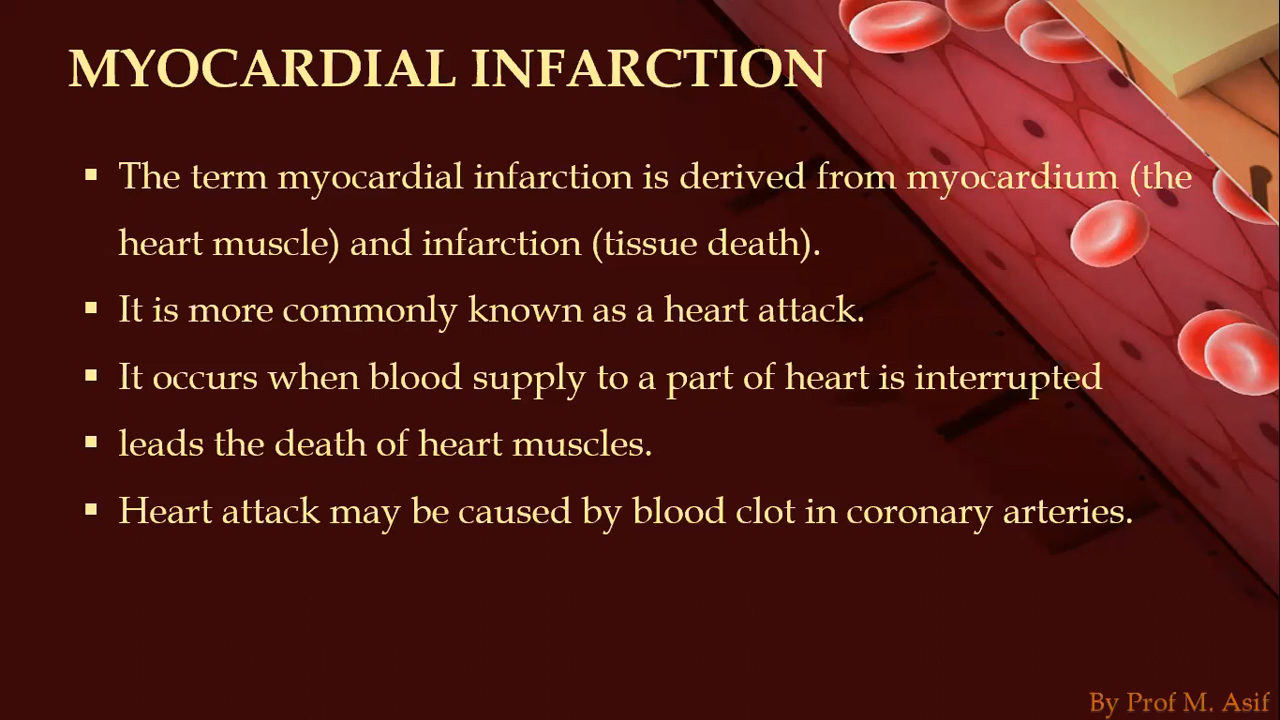 MYOCARDIAL INFARCTION
▪ The term myocardial infarction is derived from myocardium (the
heart muscle) and infarction (tissue death).
▪ It is more commonly known as a heart attack.
▪ It occurs when blood supply to a part of heart is interrupted
▪ leads the death of heart muscles.
▪ Heart attack may be caused by blood clot in coronary arteries.
By Prof M. Asif